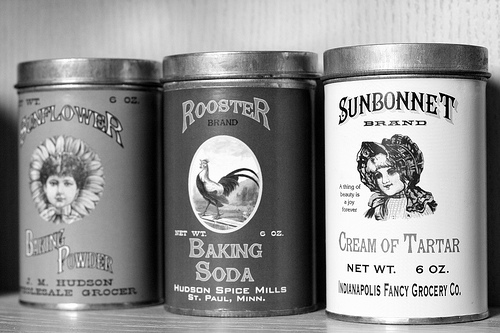 T WT. 6 OZ.
SUNFLOWER
BAKING
POWDER
J. M. HUDSON
WHOLESALE GROCER
ROOSTER
BRAND
NET WT. 6 OZ.
BAKING
SODA
HUDSON SPICE MILLS
ST. PAUL, MINN.
SUNBONNET
BRAND
A thing of
beauty is
a joy
forever
CREAM OF TARTAR
NET WT. 6 OZ.
INDIANAPOLIS FANCY GROCERY CO.